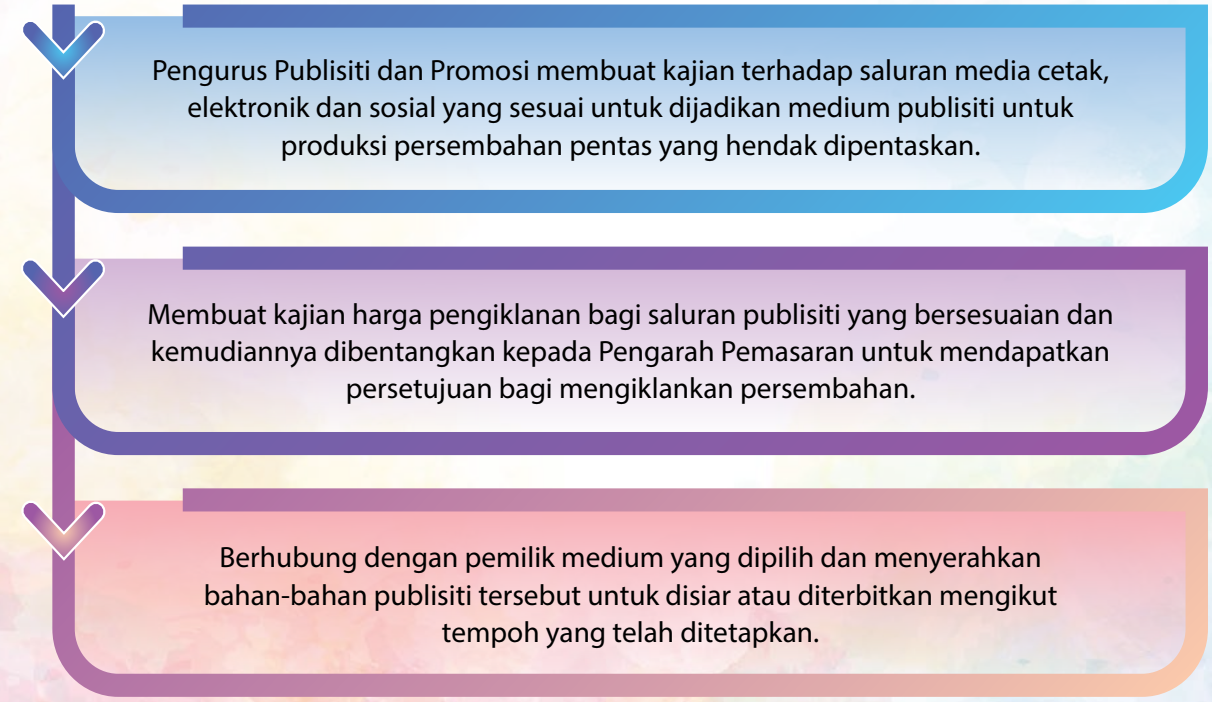 Pengurus Publisiti dan Promosi membuat kajian terhadap saluran media cetak,
elektronik dan sosial yang sesuai untuk dijadikan medium publisiti untuk
produksi persembahan pentas yang hendak dipentaskan.
Membuat kajian harga pengiklanan bagi saluran publisiti yang bersesuaian dan
kemudiannya dibentangkan kepada Pengarah Pemasaran untuk mendapatkan
persetujuan bagi mengiklankan persembahan.
Berhubung dengan pemilik medium yang dipilih dan menyerahkan
bahan-bahan publisiti tersebut untuk disiar atau diterbitkan mengikut
tempoh yang telah ditetapkan.